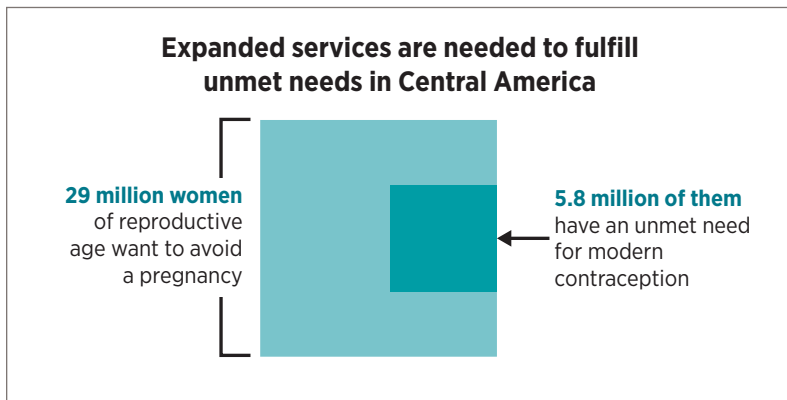 Expanded services are needed to fulfill
unmet needs in Central America
29 million women
of reproductive
age want to avoid
a pregnancy
5.8 million of them
have an unmet need
for modern
contraception